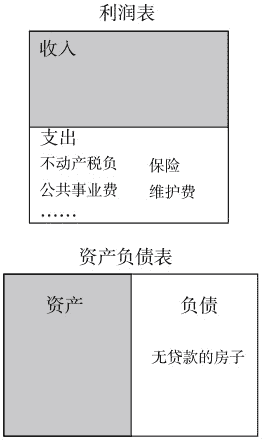 利润表
收入
支出
不动产税负 保险
公共事业费 维护费
……
资产负债表
资产 负债
无贷款的房子